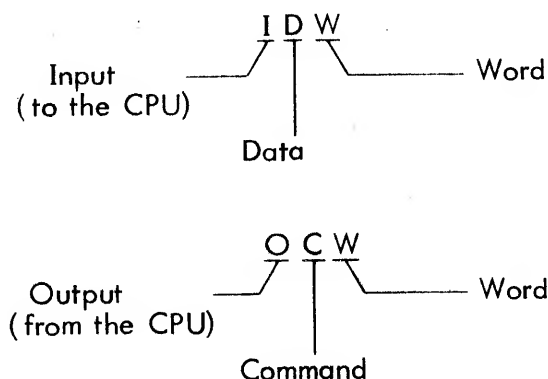 I D W
Input
(to the CPU)
Word
Data
O C W
Output
(from the CPU)
Word
Command